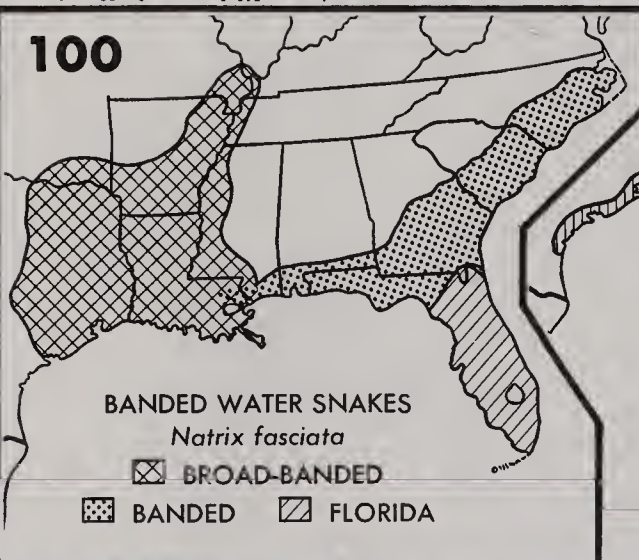 100
BANDED WATER SNAKES
Natrix fasciata
BROAD-BANDED
BANDED FLORIDA